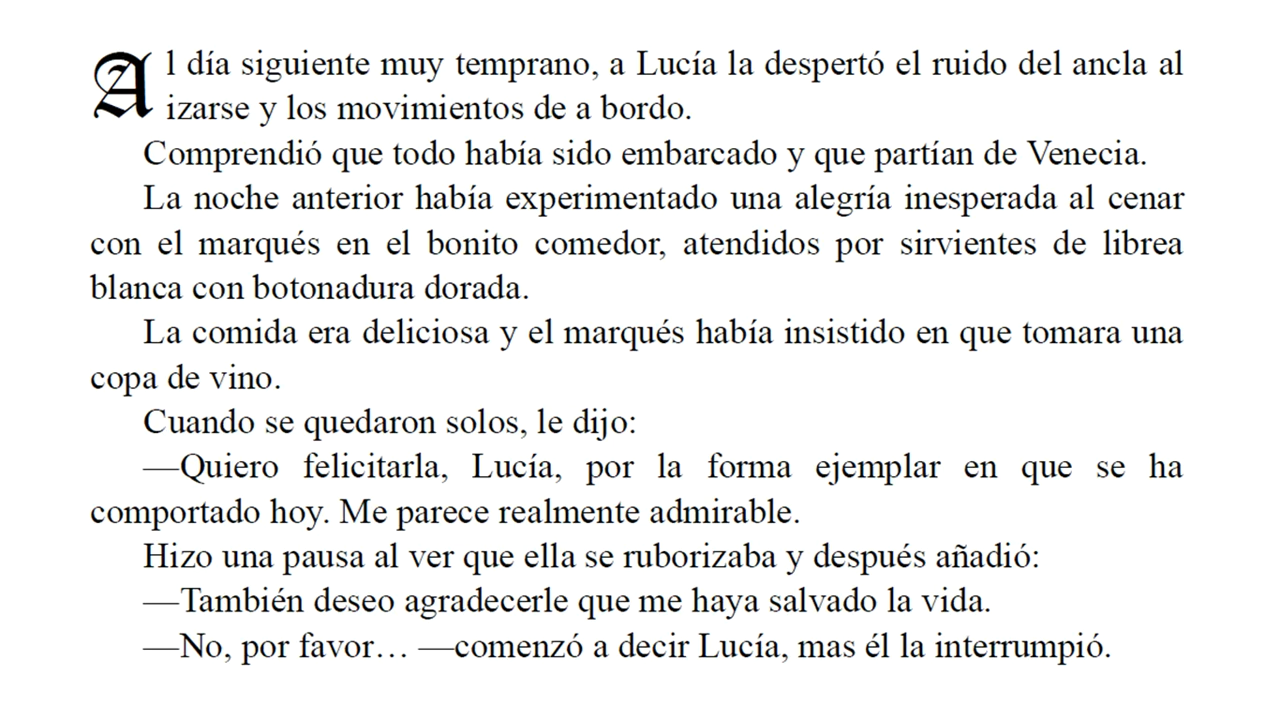 Al día siguiente muy temprano, a Lucía la despertó el ruido del ancla al
izarse y los movimientos de a bordo.
Comprendió que todo había sido embarcado y que partían de Venecia.
La noche anterior había experimentado una alegría inesperada al cenar
con el marqués en el bonito comedor, atendidos por sirvientes de librea
blanca con botonadura dorada.
La comida era deliciosa y el marqués había insistido en que tomara una
copa de vino.
Cuando se quedaron solos, le dijo:
—Quiero felicitarla, Lucía, por la forma ejemplar en que se ha
comportado hoy. Me parece realmente admirable.
Hizo una pausa al ver que ella se ruborizaba y después añadió:
—También deseo agradecerle que me haya salvado la vida.
—No, por favor… —comenzó a decir Lucía, mas él la interrumpió.